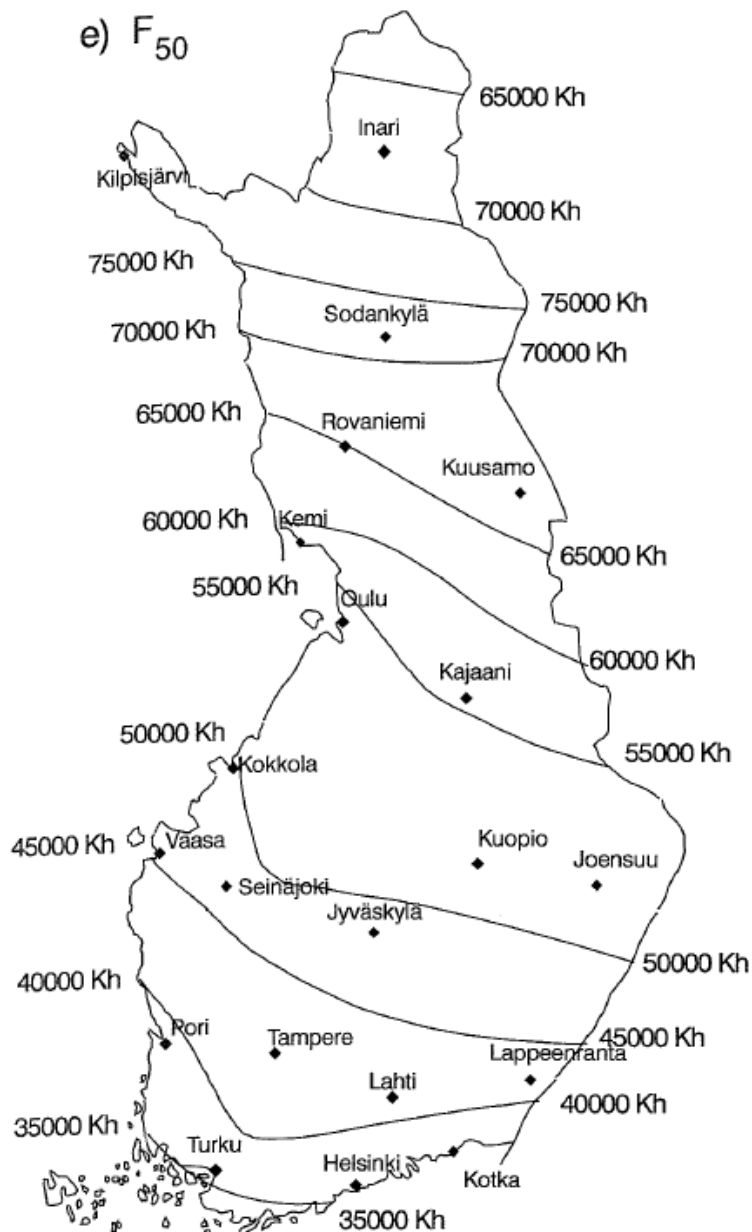 e) F50
65000 Kh
Inari
Kilpisjärvi
70000 Kh
75000 Kh
75000 Kh
Sodankylä
70000 Kh
70000 Kh
65000 Kh
Rovaniemi
Kuusamo
60000 Kh
Kemi
65000 Kh
55000 Kh
Oulu
60000 Kh
Kajaani
50000 Kh
55000 Kh
Kokkola
45000 Kh
Vaasa
Kuopio
Joensuu
Seinäjoki
Jyväskylä
50000 Kh
40000 Kh
Pori
Tampere
45000 Kh
Lappeenranta
Lahti
40000 Kh
35000 Kh
Turku
Helsinki
Kotka
35000 Kh